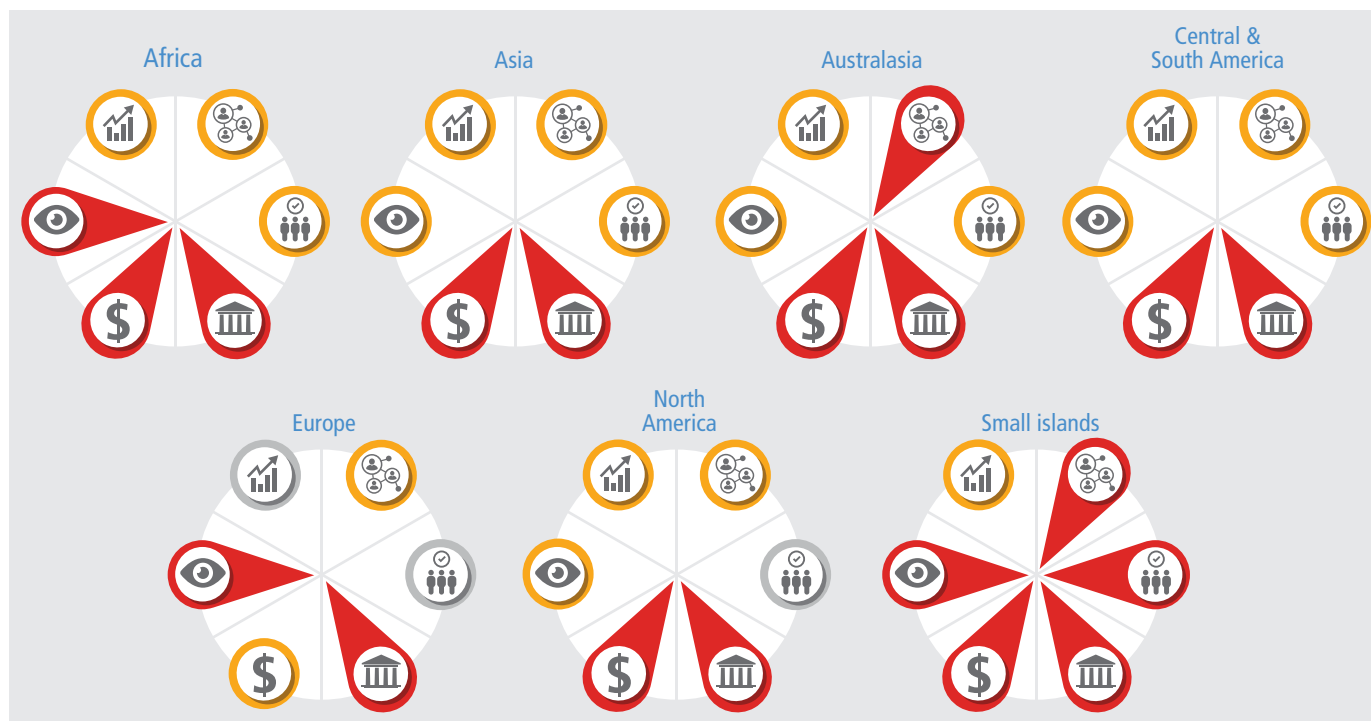 Africa
Asia
Australasia
Central &
South America
$
$
$
$
Europe
North
America
Small islands
$
$
$